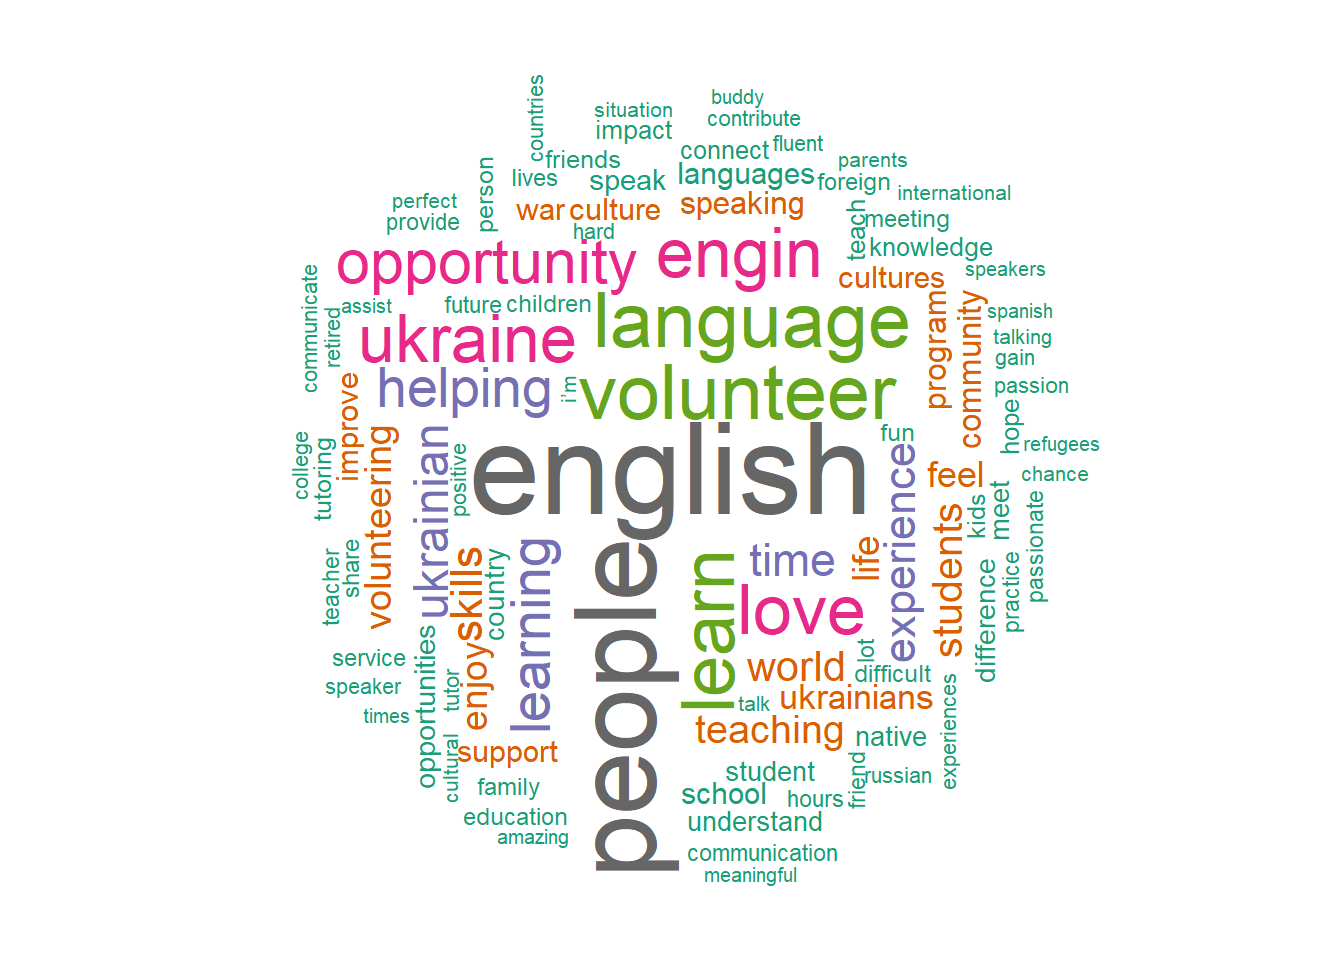 buddy
situation
contribute
countries
impact
fluent
connect
friends
parents
person
lives
speak
languages
foreign
international
perfect
provide
war
culture
speaking
teach
meeting
hard
opportunity
engin
knowledge
speakers
cultures
communicate
retired
assist
future
children
language
program
community
spanish
ukraine
talking
gain
helping
i'm
volunteer
passion
improve
hope
fun
refugees
college
tutoring
volunteering
ukrainian
positive
english
experience
feel
chance
kids
meet
passionate
teacher
share
skills
country
learning
people
learn
time
life
students
difference
practice
love
service
speaker
times
opportunities
tutor
enjoy
world
lot
difficult
talk
ukrainians
experiences
cultural
support
teaching
native
family
student
friend
russian
school
hours
education
understand
amazing
communication
meaningful